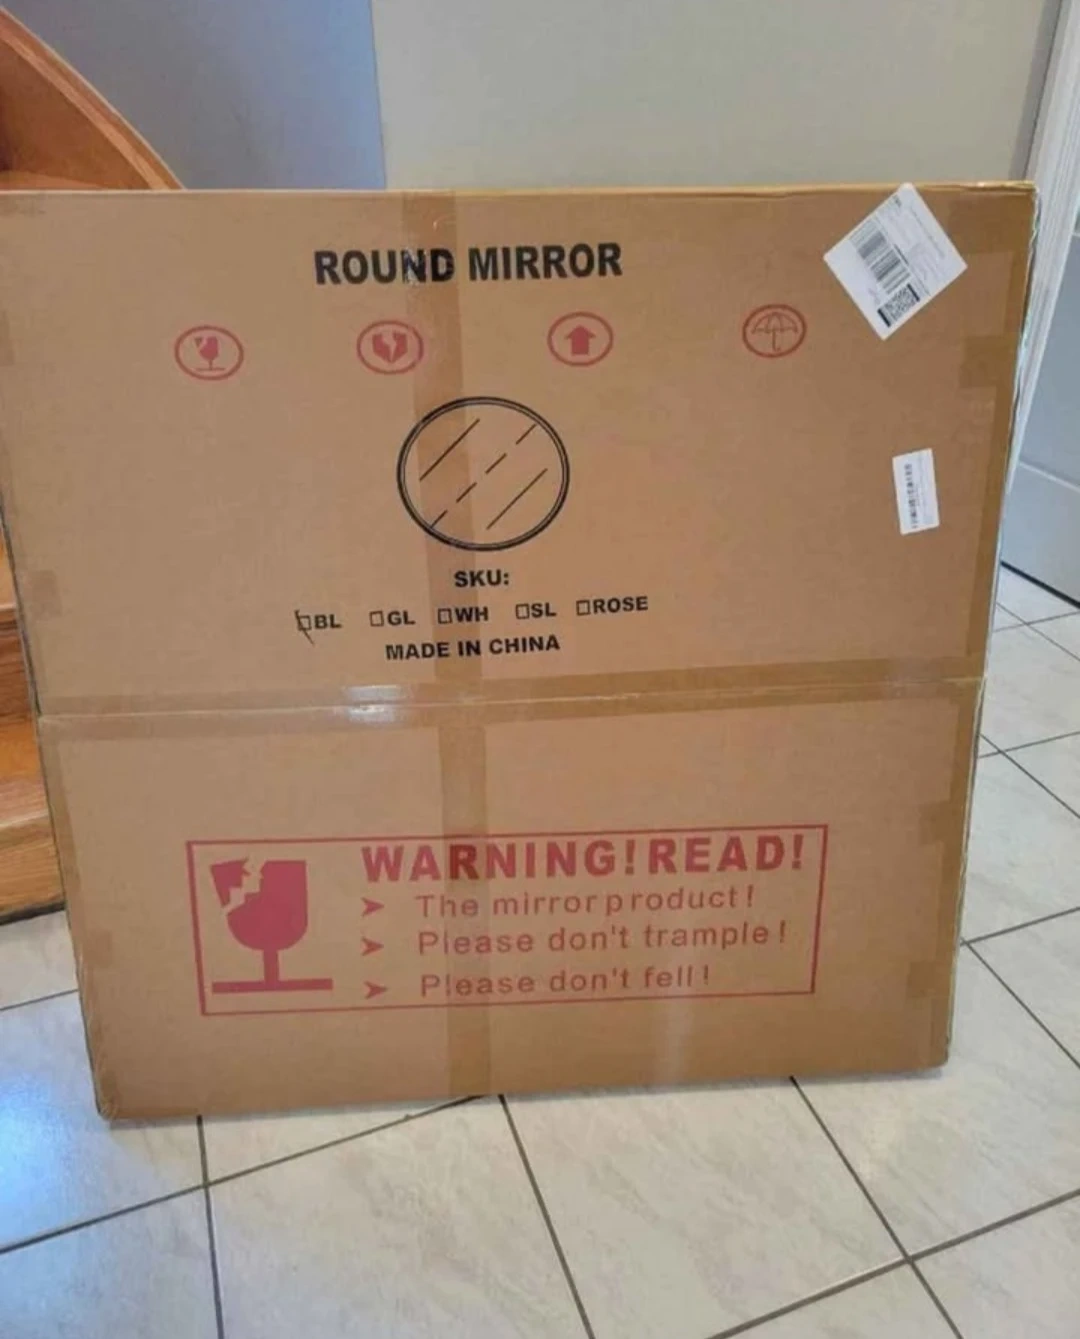 ROUND MIRROR
SKU:
BL GL WH SL ROSE
MADE IN CHINA
WARNING!READ!
The mirror product!
Please don't trample!
Please don't fell!